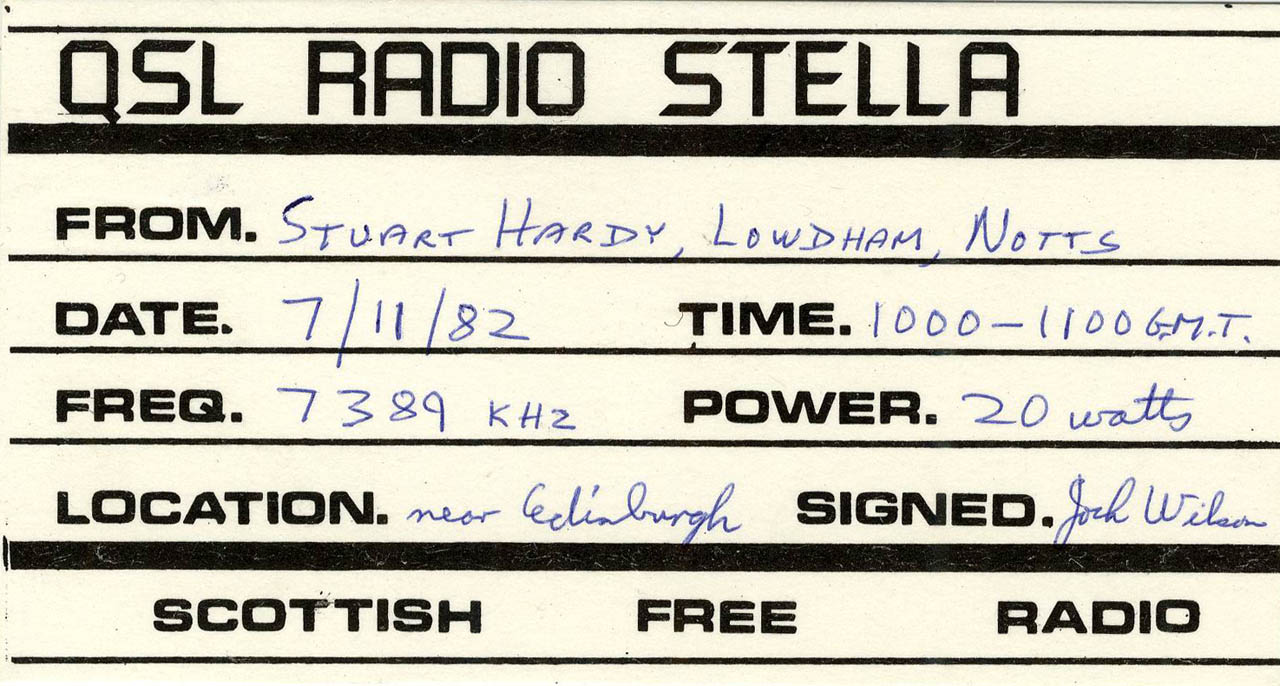 QSL RADIO STELLA
FROM. STUART HARDY, LOWDHAM, NOTTS
DATE. 7/11/82 TIME. 1000-1100 G.M.T.
FREQ. 7389 KHz POWER. 20 watts
LOCATION. near Edinburgh SIGNED. Jock Wilson
SCOTTISH FREE RADIO